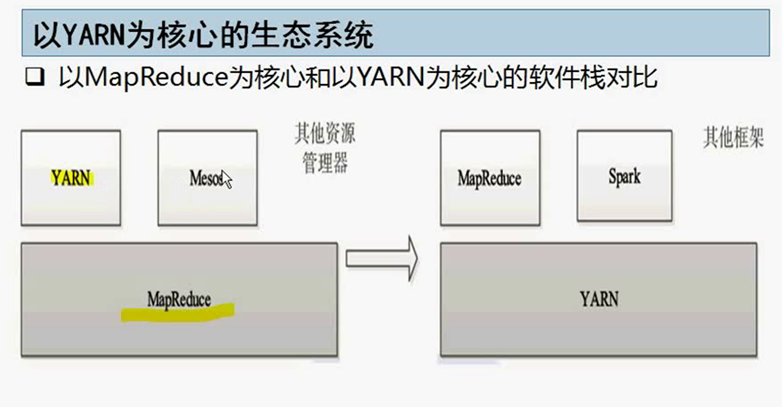 以YARN为核心的生态系统
以MapReduce为核心和以YARN为核心的软件栈对比
YARN
Mesos
其他资源
管理器
MapReduce
MapReduce
Spark
其他框架
YARN